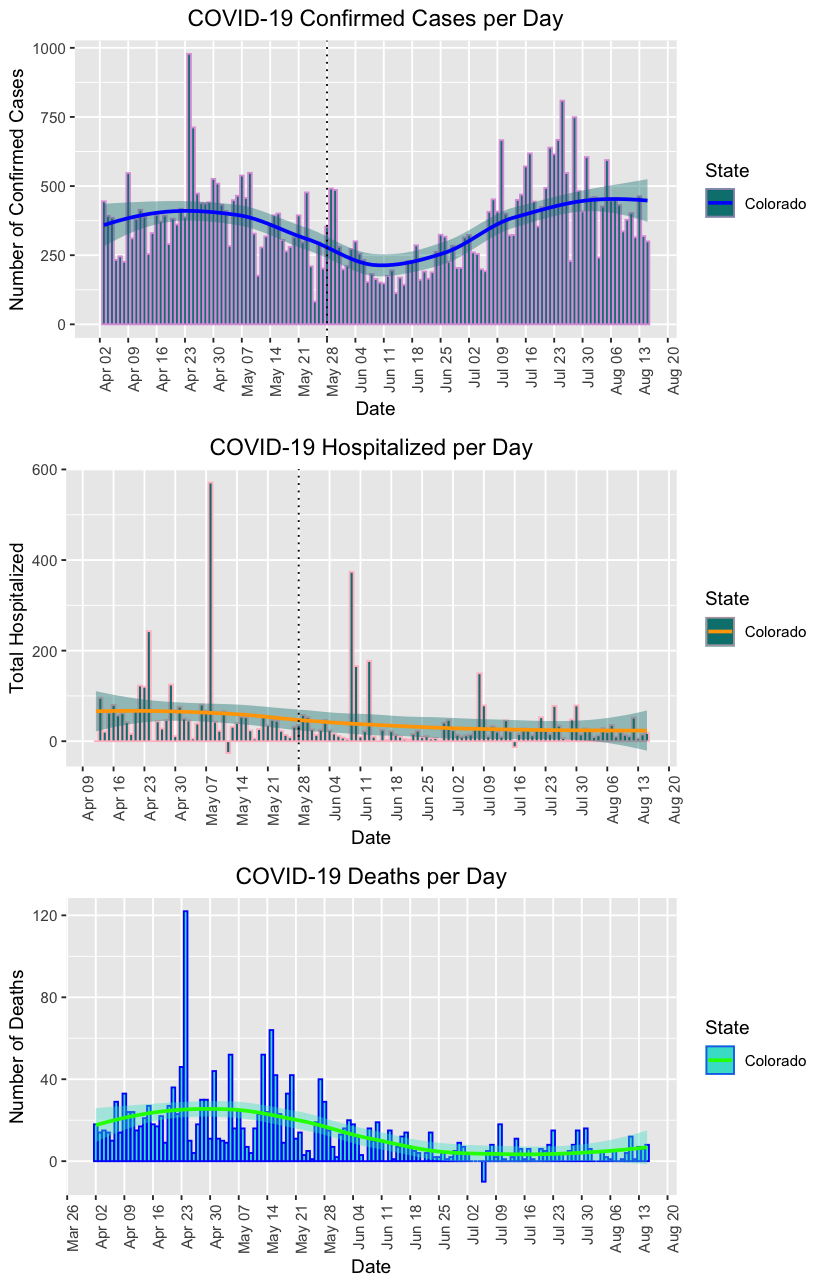 COVID-19 Confirmed Cases per Day
Number of Confirmed Cases
1000
750
500
250
0
Apr 02
Apr 09
Apr 16
Apr 23
Apr 30
May 07
May 14
May 21
May 28
Jun 04
Jun 11
Jun 18
Jun 25
Jul 02
Jul 09
Jul 16
Jul 23
Jul 30
Aug 06
Aug 13
Aug 20
Date
State
Colorado
COVID-19 Hospitalized per Day
Total Hospitalized
600
400
200
0
Apr 09
Apr 16
Apr 23
Apr 30
May 07
May 14
May 21
May 28
Jun 04
Jun 11
Jun 18
Jun 25
Jul 02
Jul 09
Jul 16
Jul 23
Jul 30
Aug 06
Aug 13
Aug 20
Date
State
Colorado
COVID-19 Deaths per Day
Number of Deaths
120
80
40
0
Mar 26
Apr 02
Apr 09
Apr 16
Apr 23
Apr 30
May 07
May 14
May 21
May 28
Jun 04
Jun 11
Jun 18
Jun 25
Jul 02
Jul 09
Jul 16
Jul 23
Jul 30
Aug 06
Aug 13
Aug 20
Date
State
Colorado